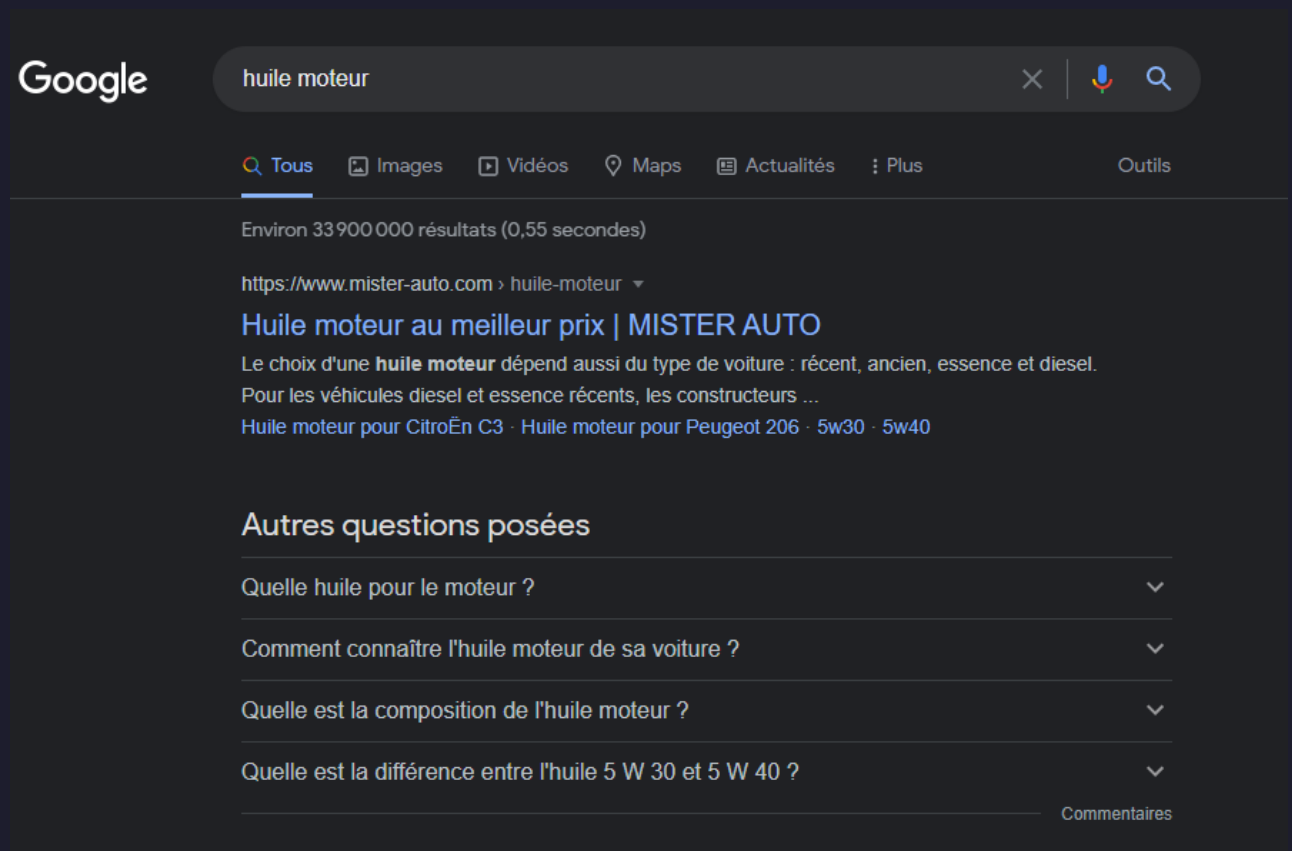 Google
huile moteur
Tous Images Vidéos Maps Actualités Plus Outils
Environ 33 900 000 résultats (0,55 secondes)
https://www.mister-auto.com › huile-moteur
Huile moteur au meilleur prix | MISTER AUTO
Le choix d'une huile moteur dépend aussi du type de voiture : récent, ancien, essence et diesel.
Pour les véhicules diesel et essence récents, les constructeurs ...
Huile moteur pour CitroËn C3 · Huile moteur pour Peugeot 206 · 5w30 · 5w40
Autres questions posées
Quelle huile pour le moteur ?
Comment connaître l'huile moteur de sa voiture ?
Quelle est la composition de l'huile moteur ?
Quelle est la différence entre l'huile 5 W 30 et 5 W 40 ?
Commentaires